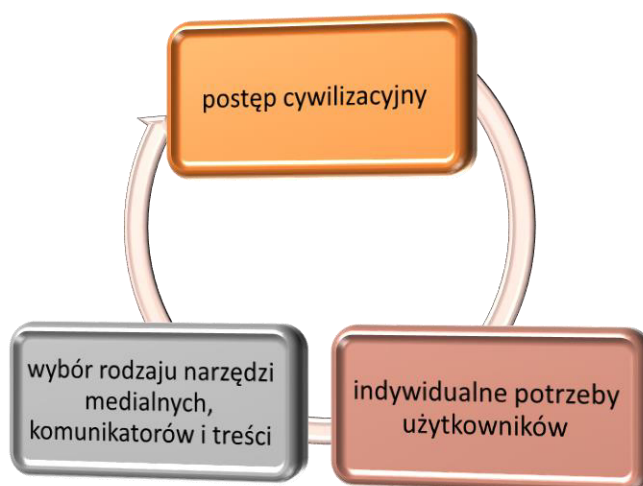 postęp cywilizacyjny
wybór rodzaju narzędzi
medialnych,
komunikatorów i treści
indywidualne potrzeby
użytkowników